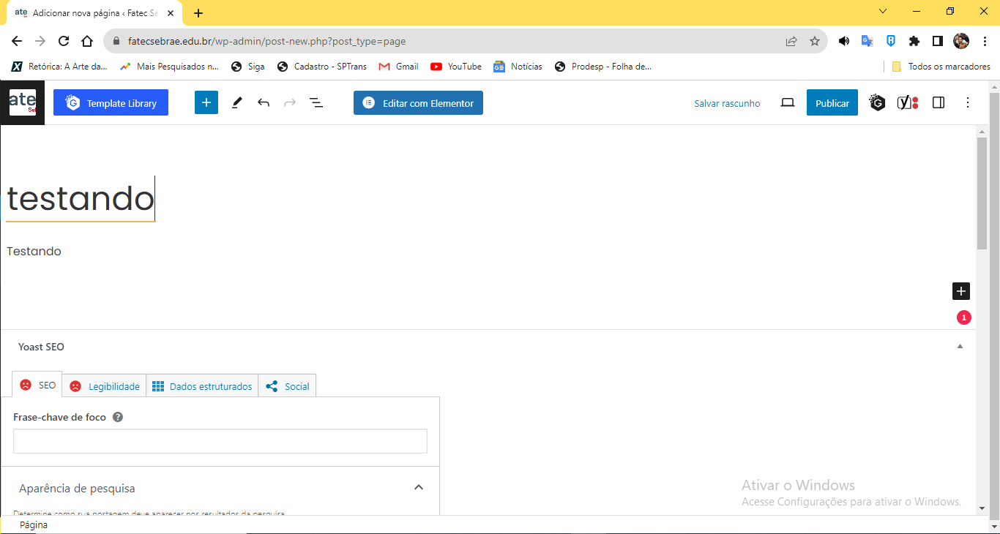 ate Adicionar nova página ‹ Fatec Se
fatecsebrae.edu.br/wp-admin/post-new.php?post_type=page
Retórica: A Arte da... Mais Pesquisados n... Siga Cadastro - SPTrans Gmail YouTube Notícias Prodesp - Folha de... Todos os marcadores
ate Template Library Editar com Elementor Salvar rascunho Publicar
testando
Testando
1
Yoast SEO
SEO Legibilidade Dados estruturados Social
Frase-chave de foco
Aparência de pesquisa
Determine como sua postagem deve aparecer nos resultados da pesquisa.
Ativar o Windows
Acesse Configurações para ativar o Windows.
Página